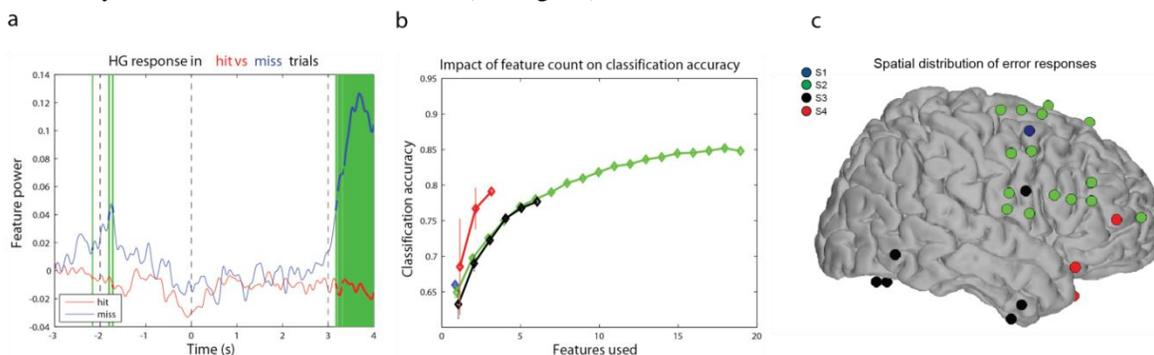 a
HG response in hit vs miss trials
Feature power
0.14
0.12
0.1
0.08
0.06
0.04
0.02
0
-0.02
-0.04
hit
miss
-3
-2
-1
0
1
2
3
4
Time (s)
b
Impact of feature count on classification accuracy
Classification accuracy
0.95
0.9
0.85
0.8
0.75
0.7
0.65
0
5
10
15
20
Features used
c
Spatial distribution of error responses
S1
S2
S3
S4